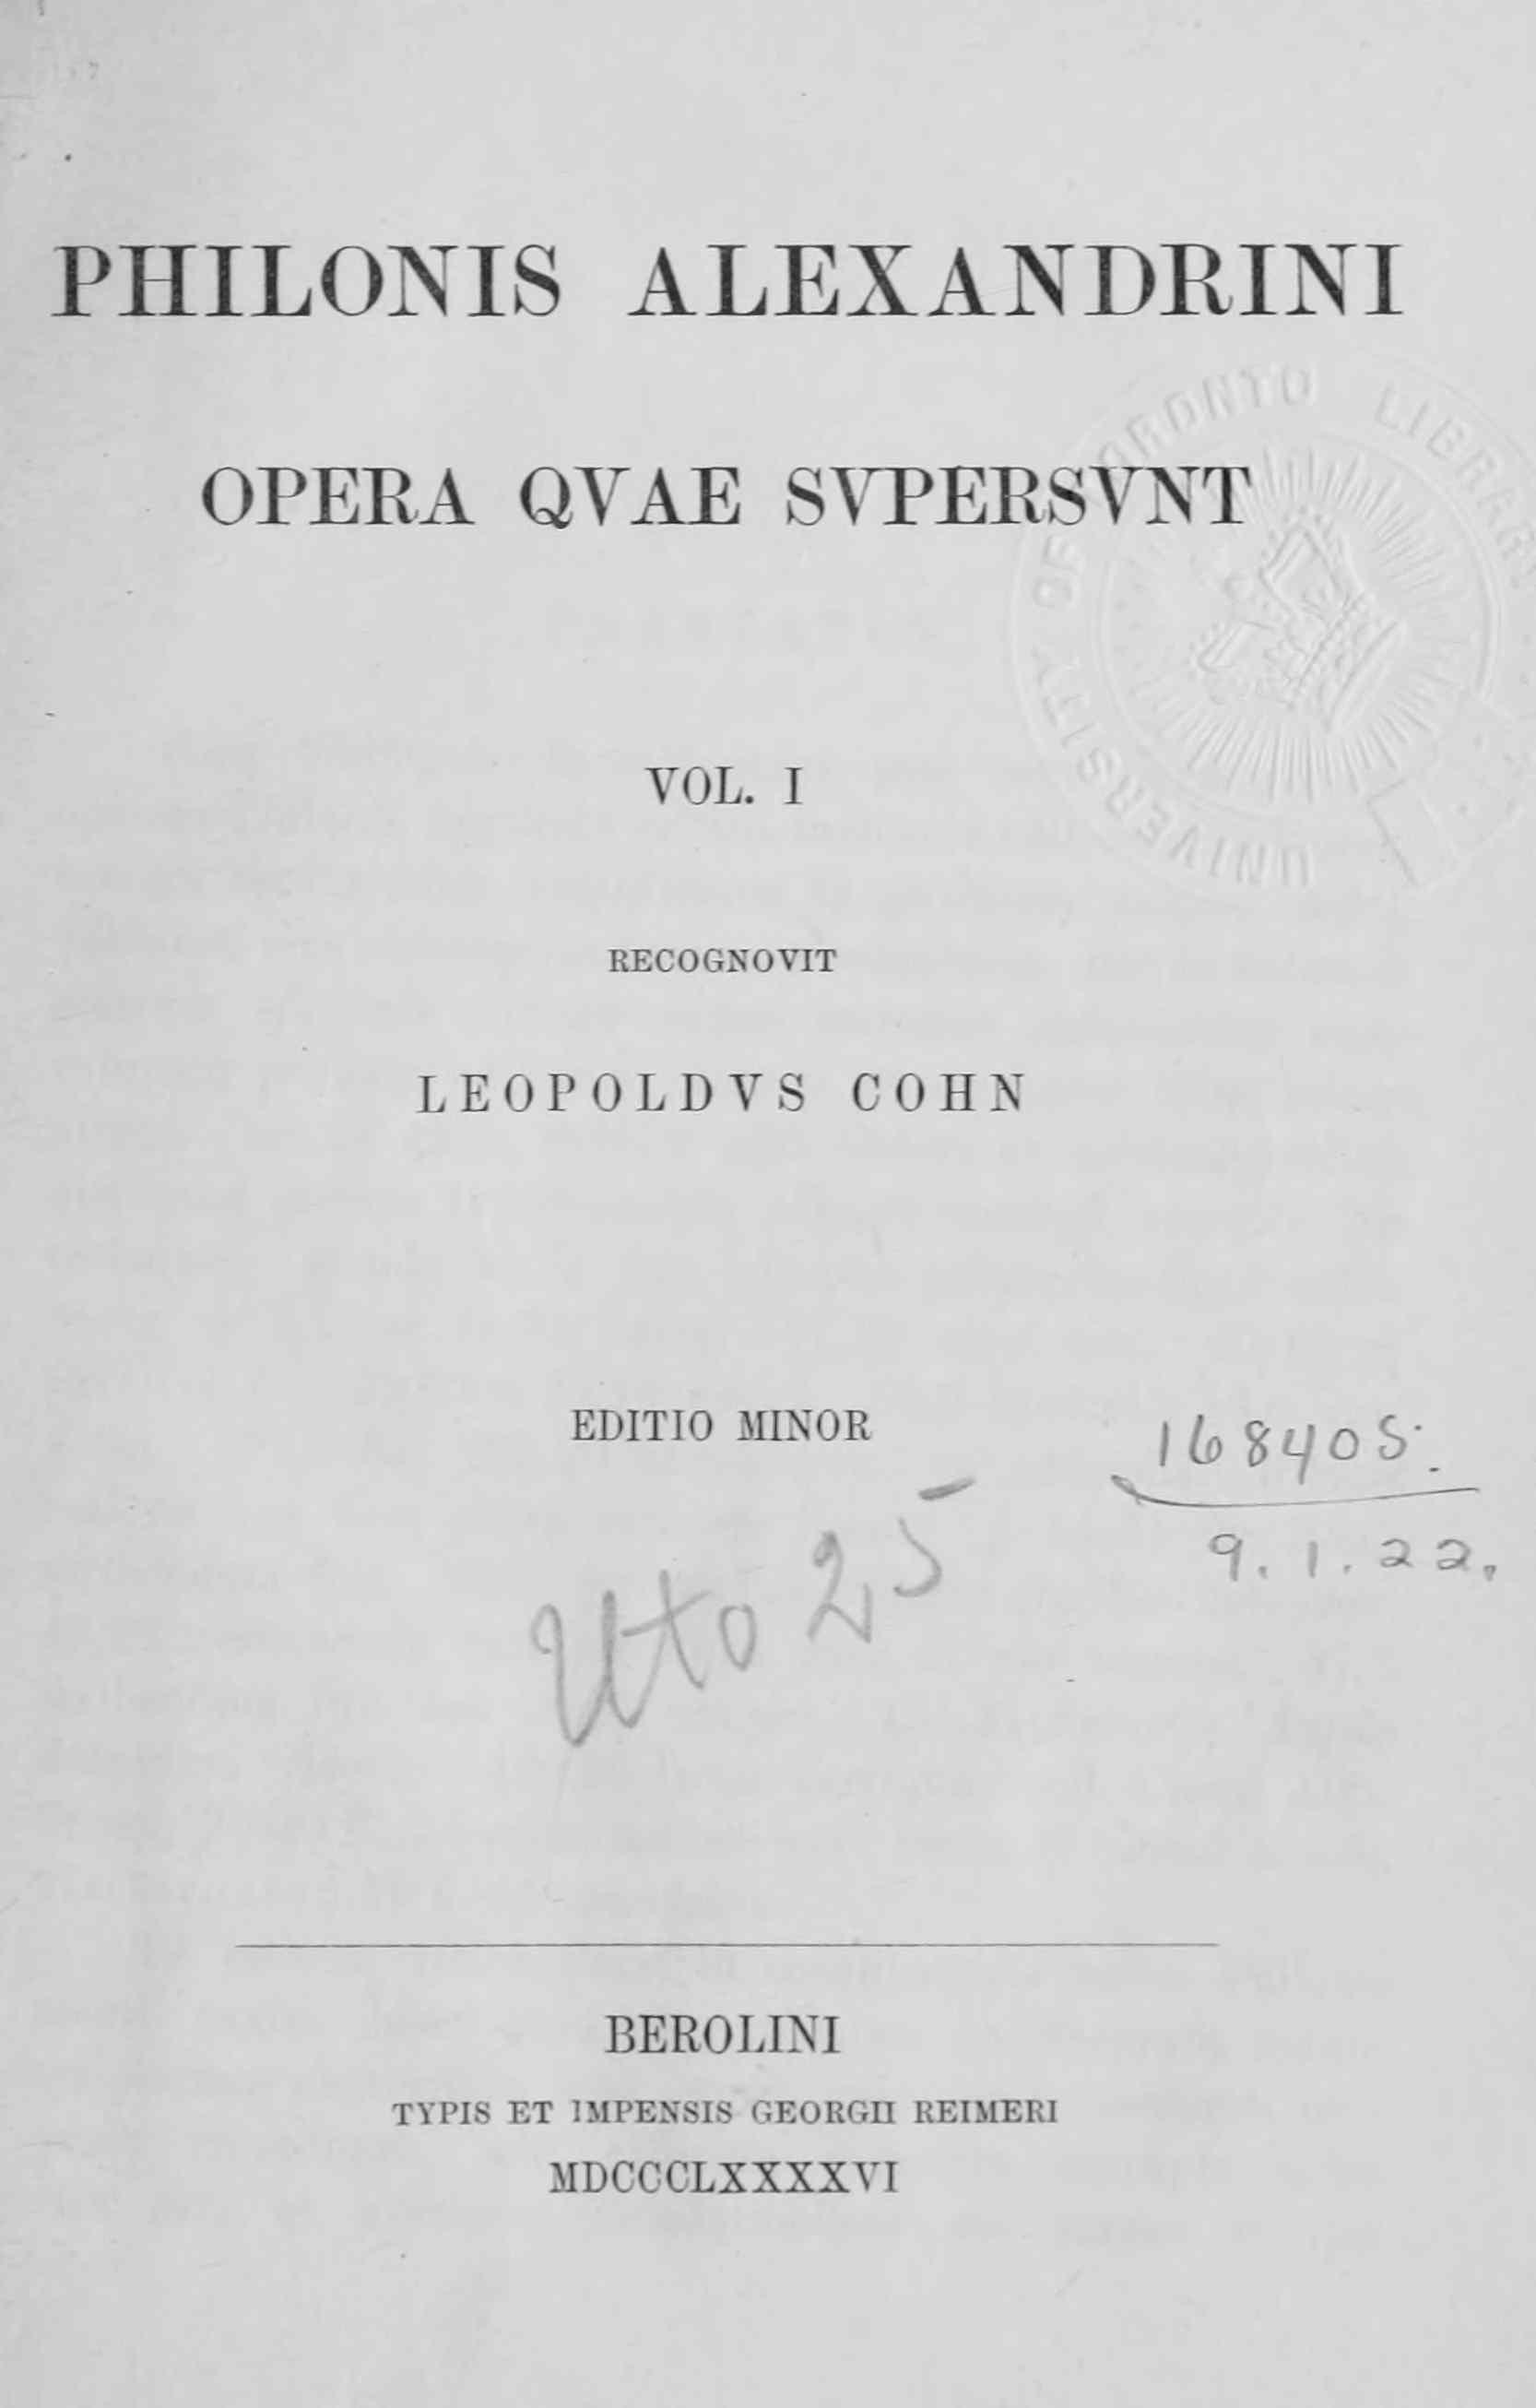 PHILONIS ALEXANDRINI
OPERA QVAE SVPERSVNT
UNIVERSITY OF TORONTO LIBRARY
VOL. I
RECOGNOVIT
LEOPOLDVS COHN
EDITIO MINOR
168405.
9.1.22.
25
BEROLINI
TYPIS ET IMPENSIS GEORGII REIMERI
MDCCCLXXXXVI